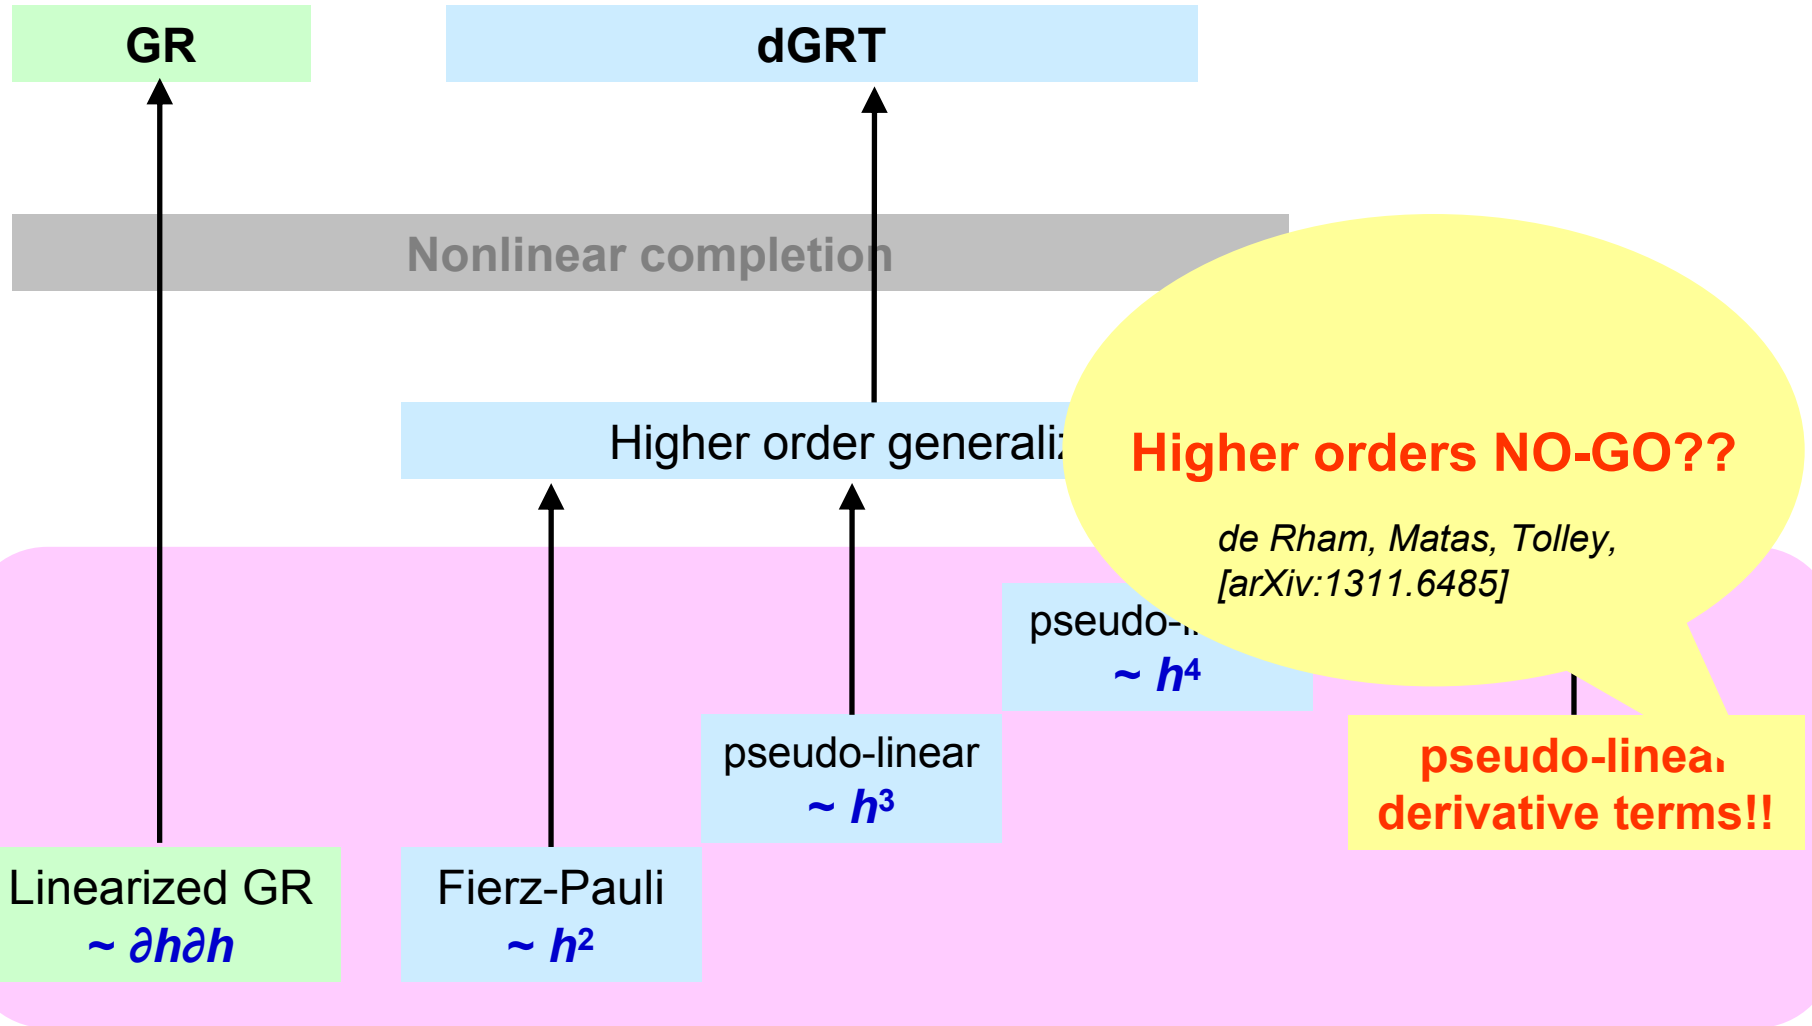 GR
dGRT
Nonlinear completion
Higher order generaliz
Higher orders NO-GO??
de Rham, Matas, Tolley,
[arXiv:1311.6485]
pseudo-
~ h⁴
pseudo-linear
~ h³
pseudo-linear
derivative terms!!
Linearized GR
~ ∂h∂h
Fierz-Pauli
~ h²